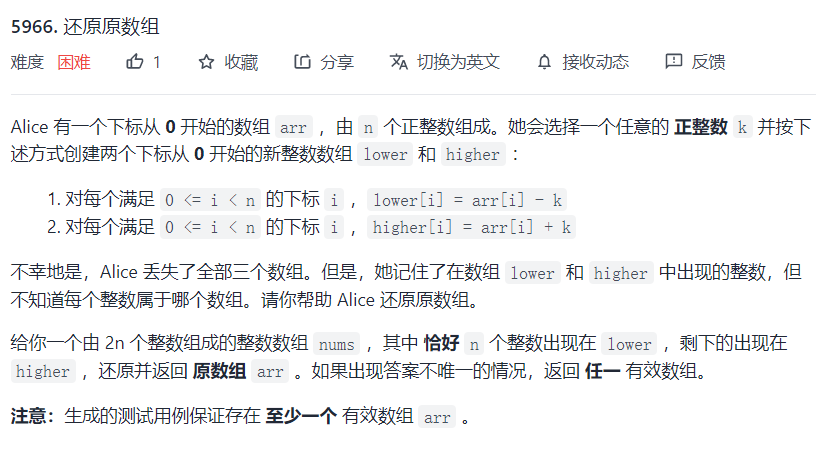 5966. 还原原数组
难度 困难 1 收藏 分享 切换为英文 接收动态 反馈
Alice 有一个下标从 0 开始的数组 arr ，由 n 个正整数组成。她会选择一个任意的 正整数 k 并按下
述方式创建两个下标从 0 开始的新整数数组 lower 和 higher ：
1. 对每个满足 0 <= i < n 的下标 i ，lower[i] = arr[i] - k
2. 对每个满足 0 <= i < n 的下标 i ，higher[i] = arr[i] + k
不幸地是，Alice 丢失了全部三个数组。但是，她记住了在数组 lower 和 higher 中出现的整数，但
不知道每个整数属于哪个数组。请你帮助 Alice 还原原数组。
给你一个由 2n 个整数组成的整数数组 nums ，其中 恰好 n 个整数出现在 lower ，剩下的出现在
higher ，还原并返回 原数组 arr 。如果出现答案不唯一的情况，返回 任一 有效数组。
注意：生成的测试用例保证存在 至少一个 有效数组 arr 。